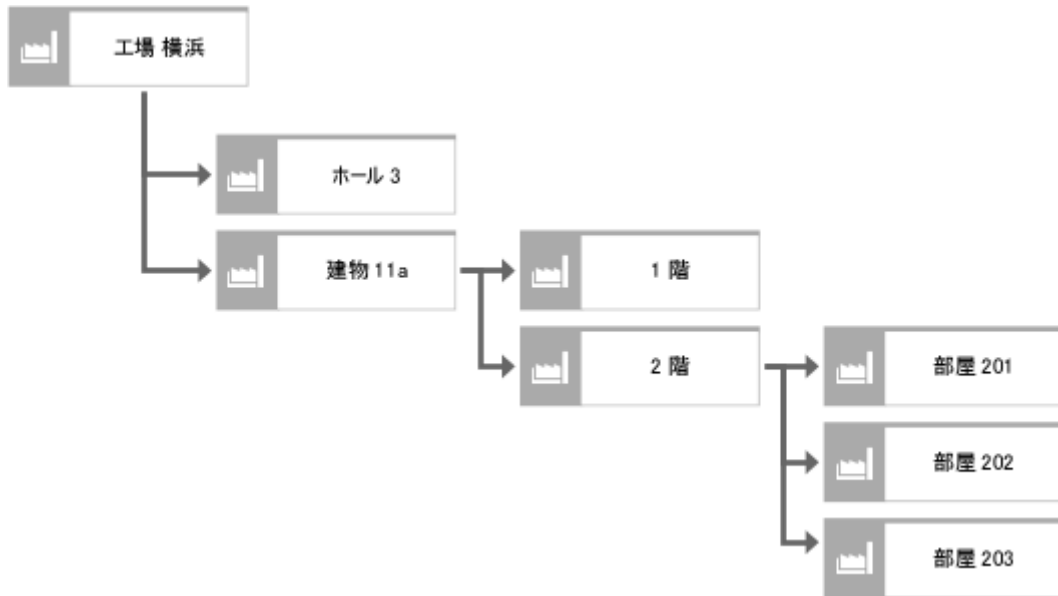 工場 横浜
ホール 3
建物 11a
1 階
2 階
部屋 201
部屋 202
部屋 203